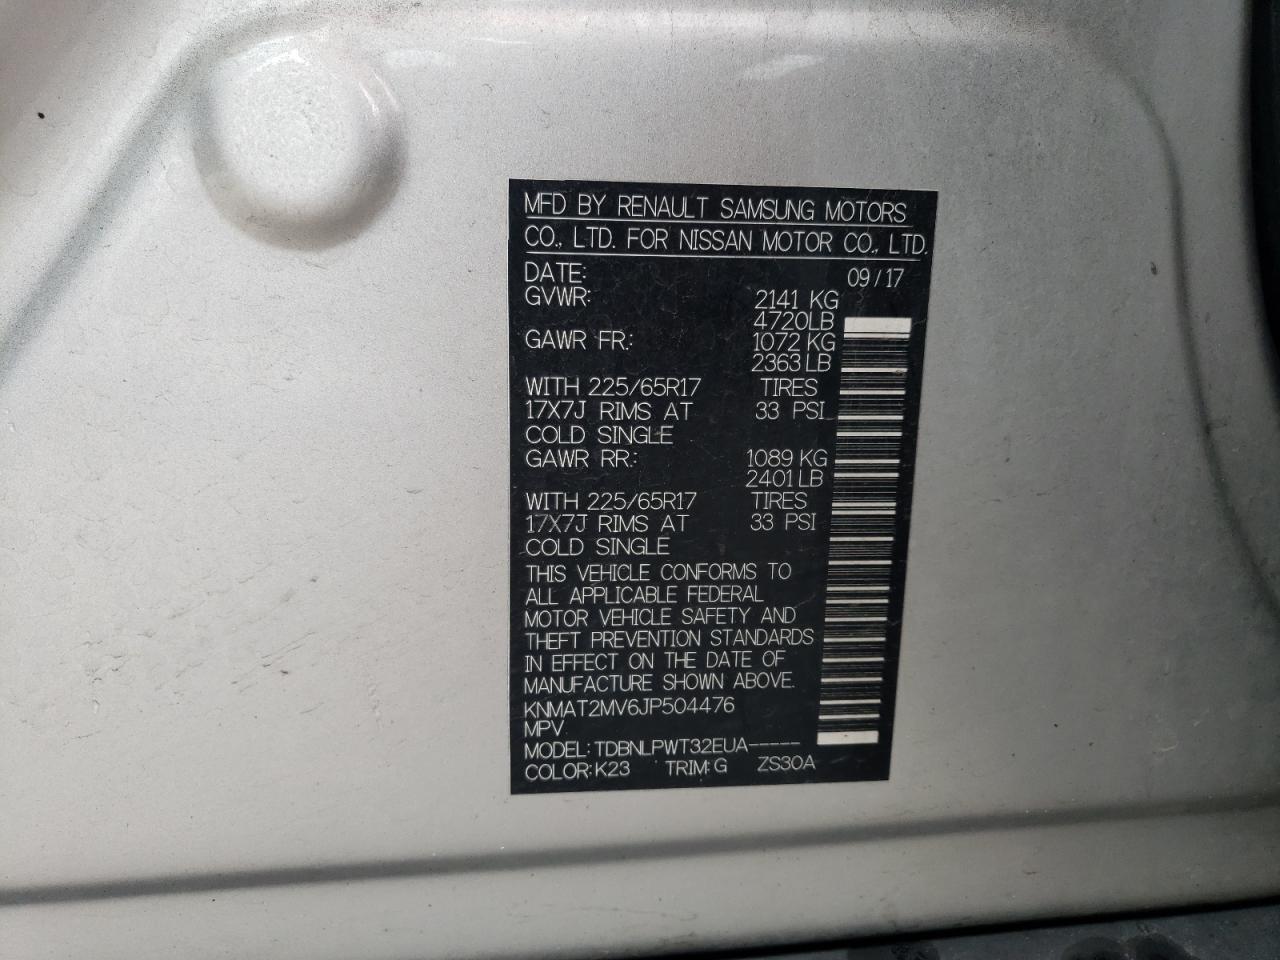 MFD BY RENAULT SAMSUNG MOTORS
CO., LTD. FOR NISSAN MOTOR CO., LTD.
DATE: 09/17
GVWR: 2141 KG
4720LB
GAWR FR.: 1072 KG
2363 LB
WITH 225/65R17 TIRES
17X7J RIMS AT 33 PSI
COLD SINGLE
GAWR RR.: 1089 KG
2401 LB
WITH 225/65R17 TIRES
17X7J RIMS AT 33 PSI
COLD SINGLE
THIS VEHICLE CONFORMS TO
ALL APPLICABLE FEDERAL
MOTOR VEHICLE SAFETY AND
THEFT PREVENTION STANDARDS
IN EFFECT ON THE DATE OF
MANUFACTURE SHOWN ABOVE.
KNMAT2MV6JP504476
MPV
MODEL: TDBNLPWT32EUA-----
COLOR: K23 TRIM: G ZS30A